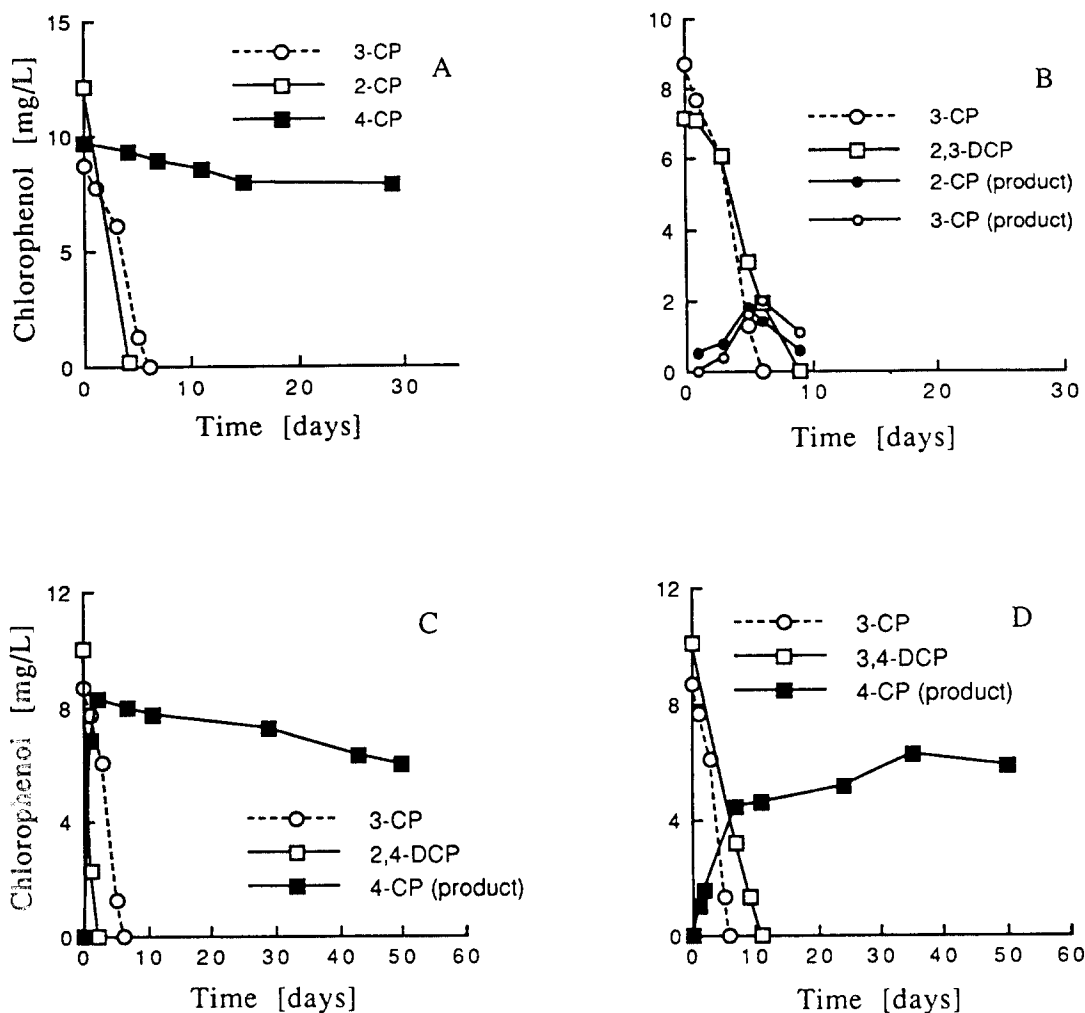 15
10
5
0
Chlorophenol [mg/L]
3-CP
2-CP
4-CP
A
0 10 20 30
Time [days]
10
8
6
4
2
0
B
3-CP
2,3-DCP
2-CP (product)
3-CP (product)
0 10 20 30
Time [days]
12
8
4
0
Chlorophenol [mg/L]
C
3-CP
2,4-DCP
4-CP (product)
0 10 20 30 40 50 60
Time [days]
12
8
4
0
3-CP
3,4-DCP
4-CP (product)
D
0 10 20 30 40 50 60
Time [days]